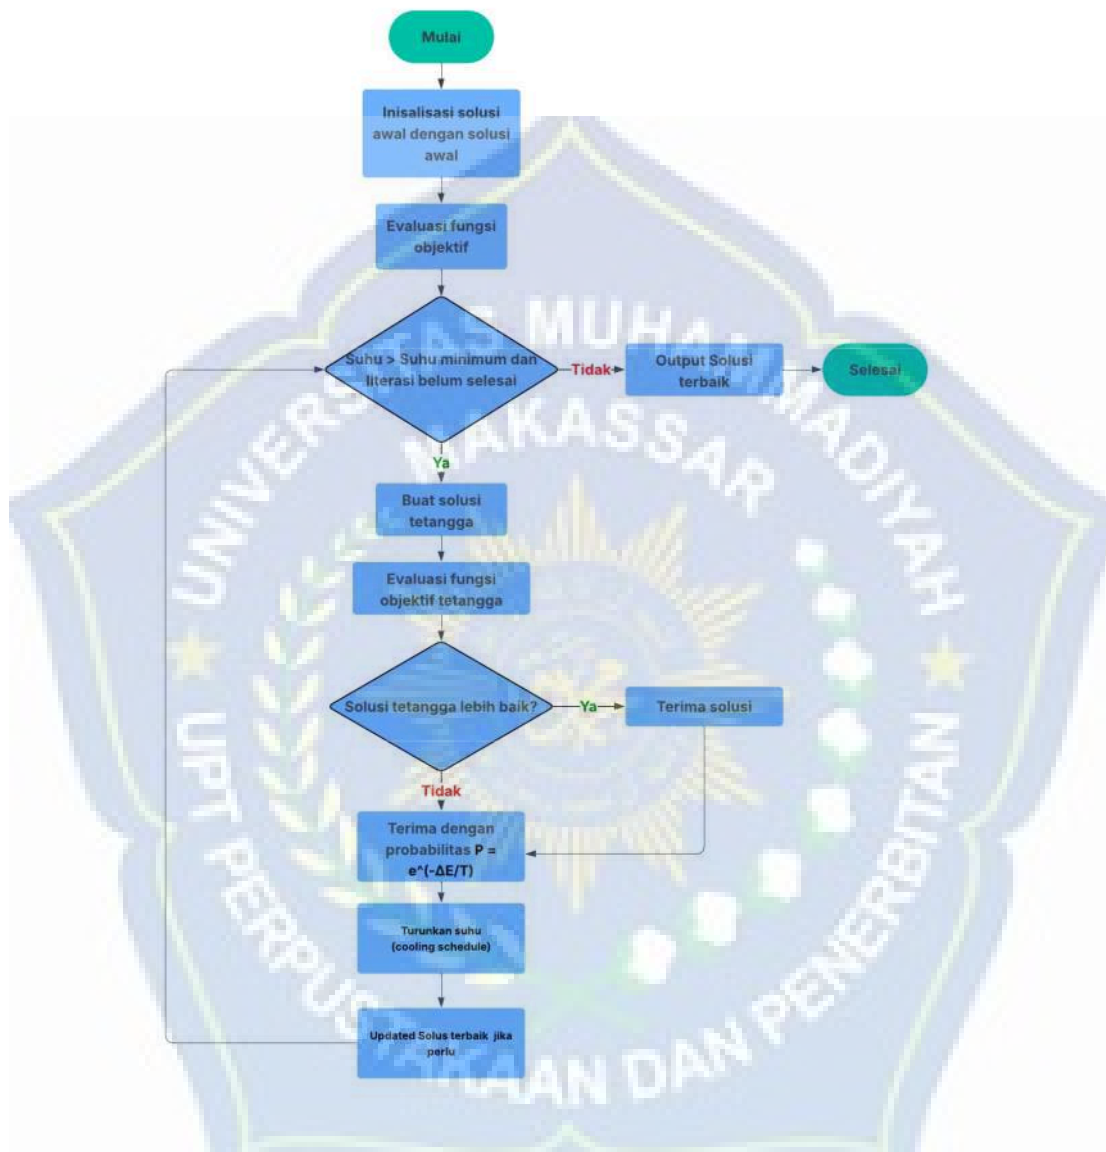 Mulai
Inisalisasi solusi
awal dengan solusi
awal
Evaluasi fungsi
objektif
Suhu > Suhu minimum dan
literasi belum selesai
Tidak
Output Solusi
terbaik
Selesai
Ya
Buat solusi
tetangga
Evaluasi fungsi
objektif tetangga
Solusi tetangga lebih baik?
Ya
Terima solusi
Tidak
Terima dengan
probabilitas P =
e^(-ΔE/T)
Turunkan suhu
(cooling schedule)
Updated Solus terbaik jika
perlu
UNIVERSITAS MUHAMMADIYAH
MAKASSAR
UPT PERPUSTAKAAN DAN PENERBITAN